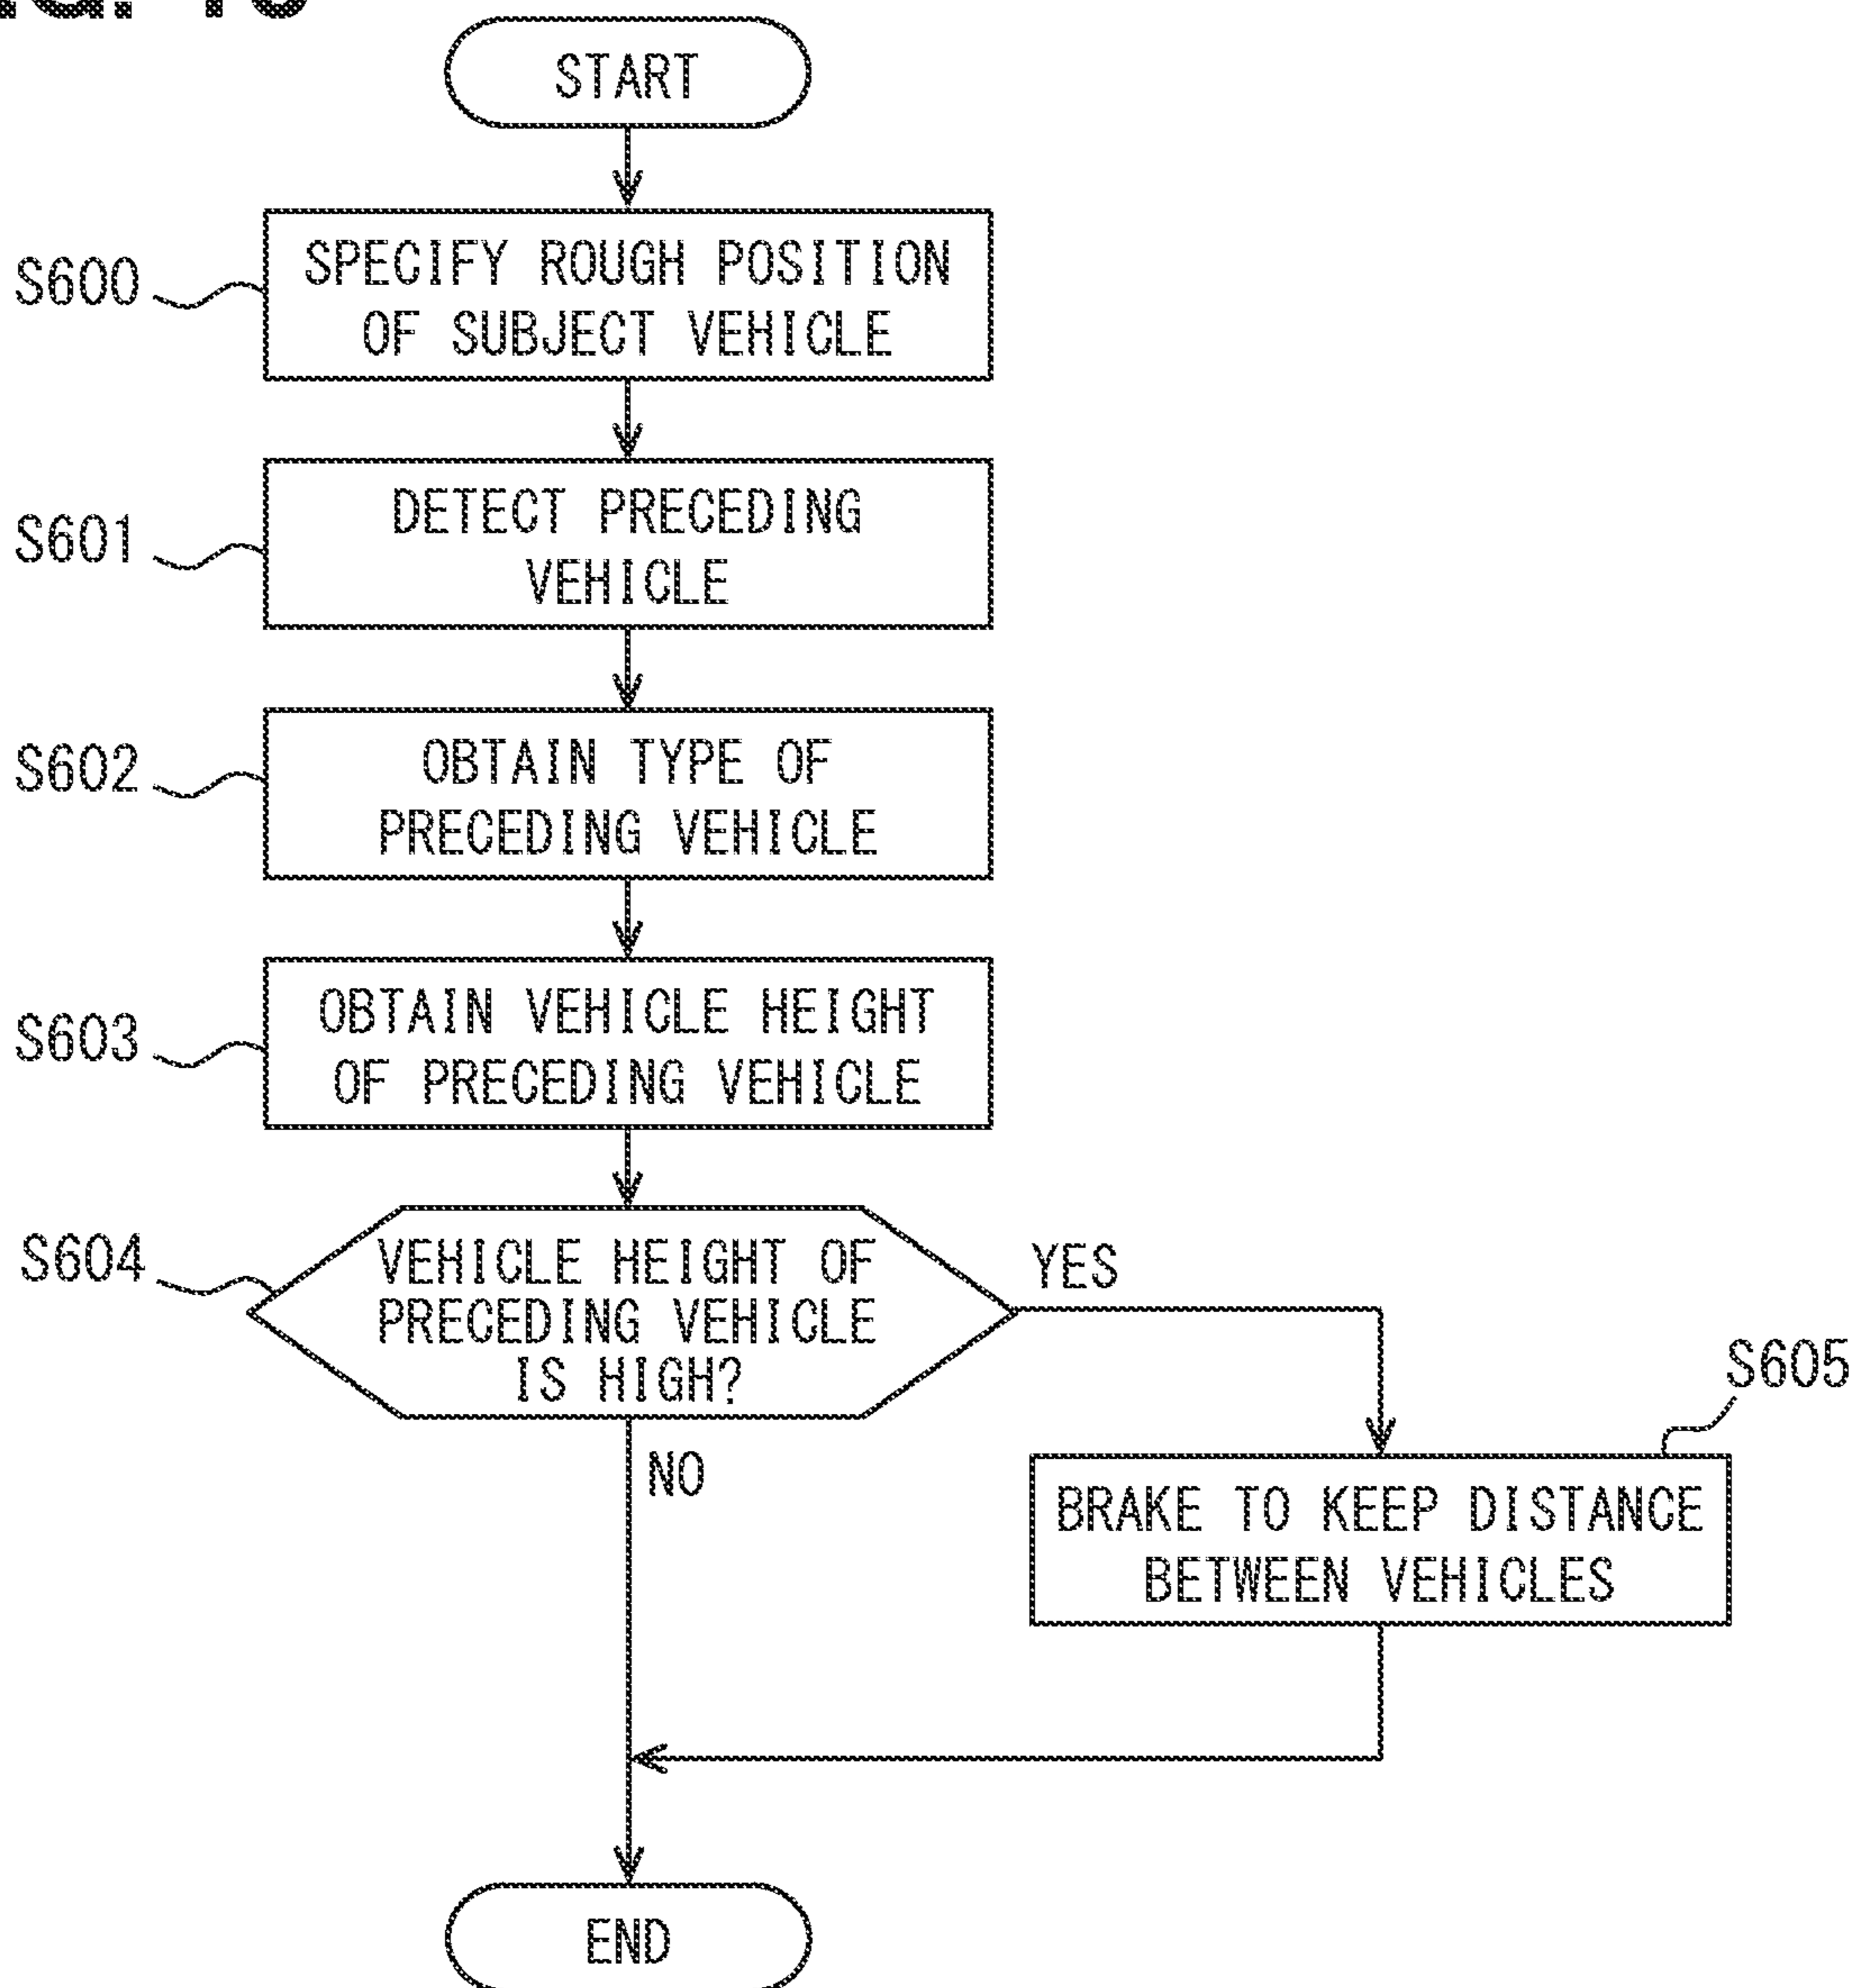 START
S600
SPECIFY ROUGH POSITION
OF SUBJECT VEHICLE
S601
DETECT PRECEDING
VEHICLE
S602
OBTAIN TYPE OF
PRECEDING VEHICLE
S603
OBTAIN VEHICLE HEIGHT
OF PRECEDING VEHICLE
S604
VEHICLE HEIGHT OF
PRECEDING VEHICLE
IS HIGH?
YES
NO
S605
BRAKE TO KEEP DISTANCE
BETWEEN VEHICLES
END